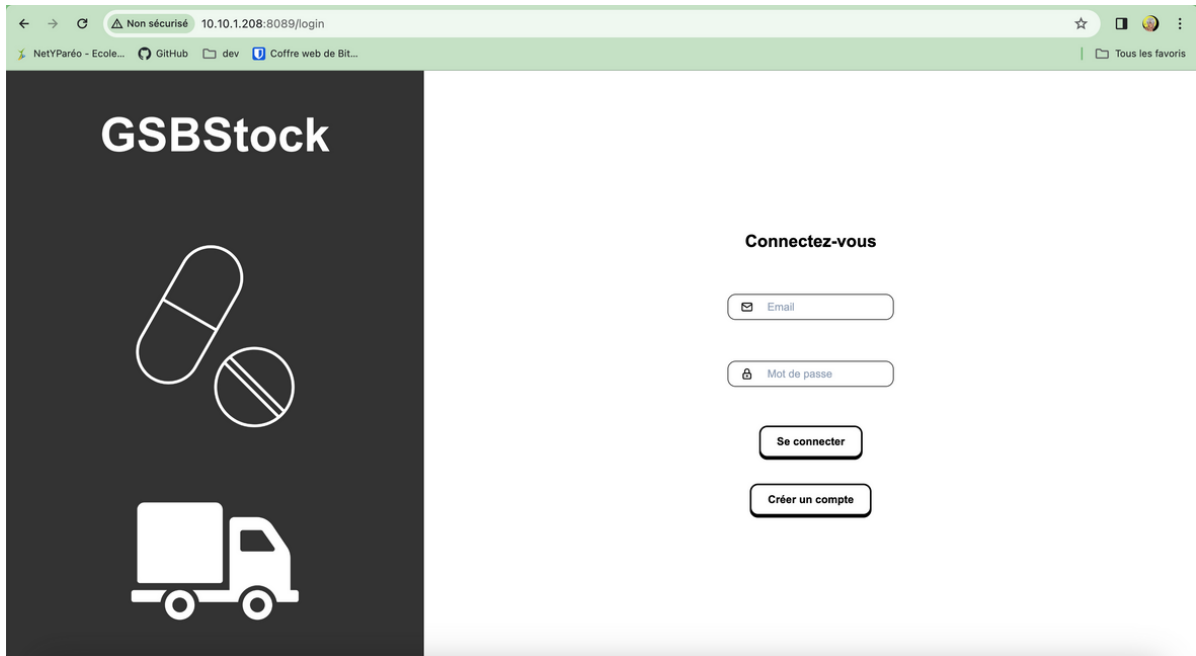 Non sécurisé 10.10.1.208:8089/login
NetYParéo - Ecole... GitHub dev Coffre web de Bit... Tous les favoris
GSBStock
Connectez-vous
Email
Mot de passe
Se connecter
Créer un compte